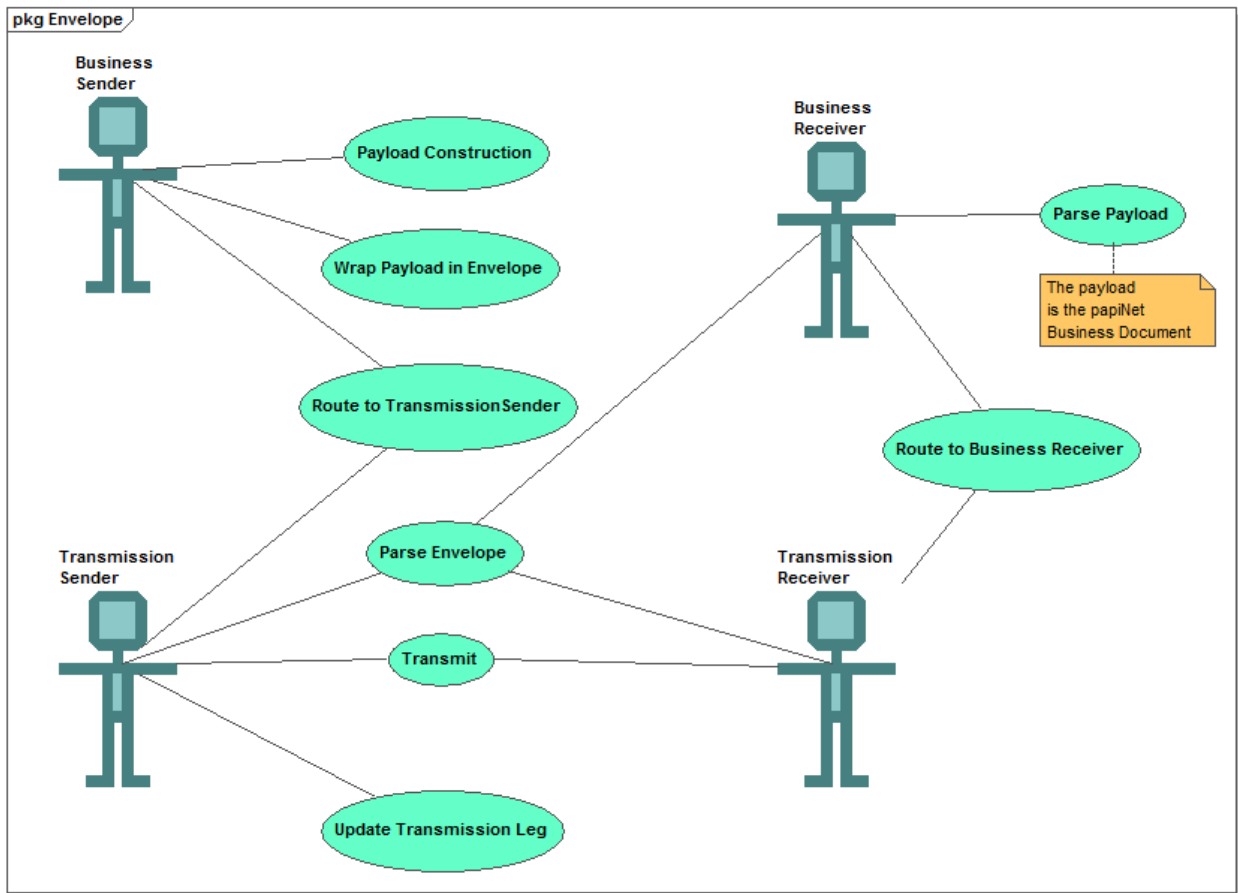 pkg Envelope
Business
Sender
Business
Receiver
Payload Construction
Parse Payload
Wrap Payload in Envelope
The payload
is the papiNet
Business Document
Route to TransmissionSender
Route to Business Receiver
Parse Envelope
Transmission
Sender
Transmission
Receiver
Transmit
Update Transmission Leg